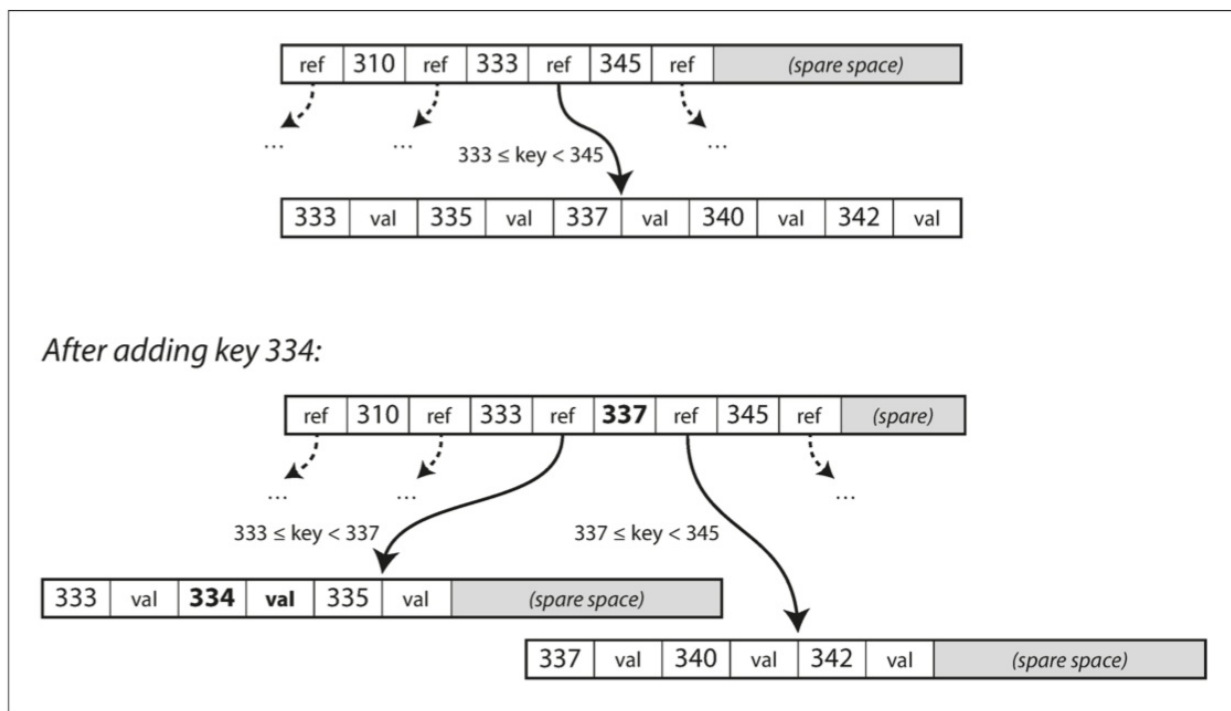 ref 310 ref 333 ref 345 ref (spare space)
... ... ...
333 ≤ key < 345
333 val 335 val 337 val 340 val 342 val
After adding key 334:
ref 310 ref 333 ref 337 ref 345 ref (spare)
... ... ...
333 ≤ key < 337 337 ≤ key < 345
333 val 334 val 335 val (spare space)
337 val 340 val 342 val (spare space)